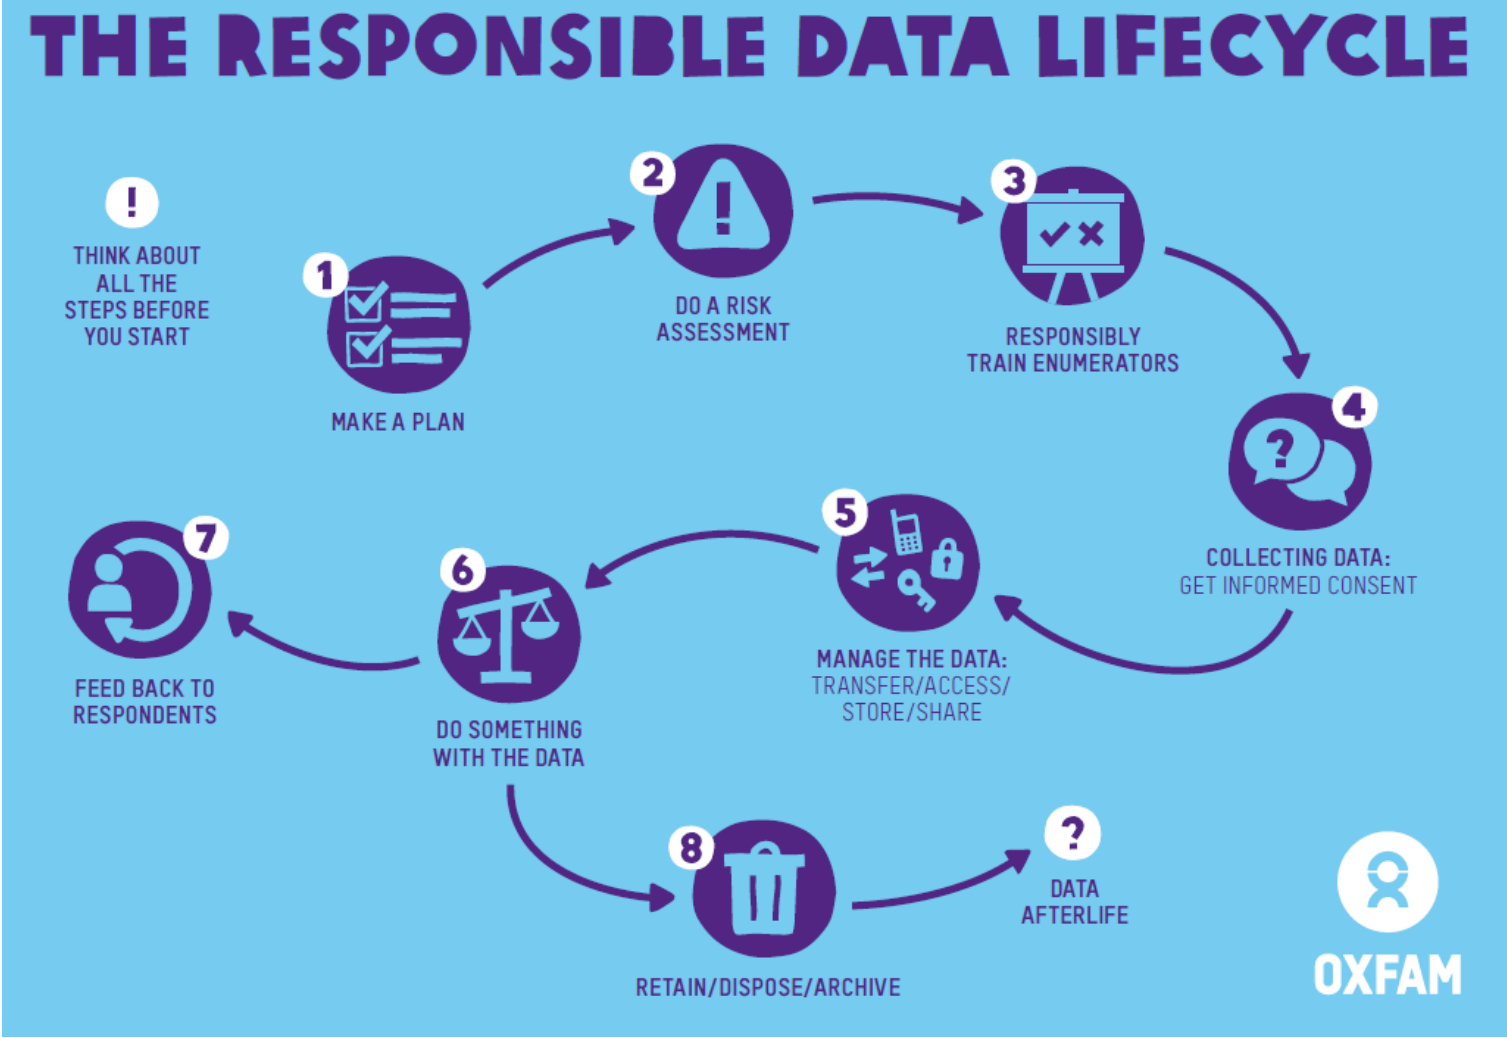 THE RESPONSIBLE DATA LIFECYCLE
!
THINK ABOUT
ALL THE
STEPS BEFORE
YOU START
1
MAKE A PLAN
2
!
DO A RISK
ASSESSMENT
3
RESPONSIBLY
TRAIN ENUMERATORS
4
?
COLLECTING DATA:
GET INFORMED CONSENT
5
MANAGE THE DATA:
TRANSFER/ACCESS/
STORE/SHARE
6
DO SOMETHING
WITH THE DATA
7
FEED BACK TO
RESPONDENTS
8
RETAIN/DISPOSE/ARCHIVE
?
DATA
AFTERLIFE
OXFAM